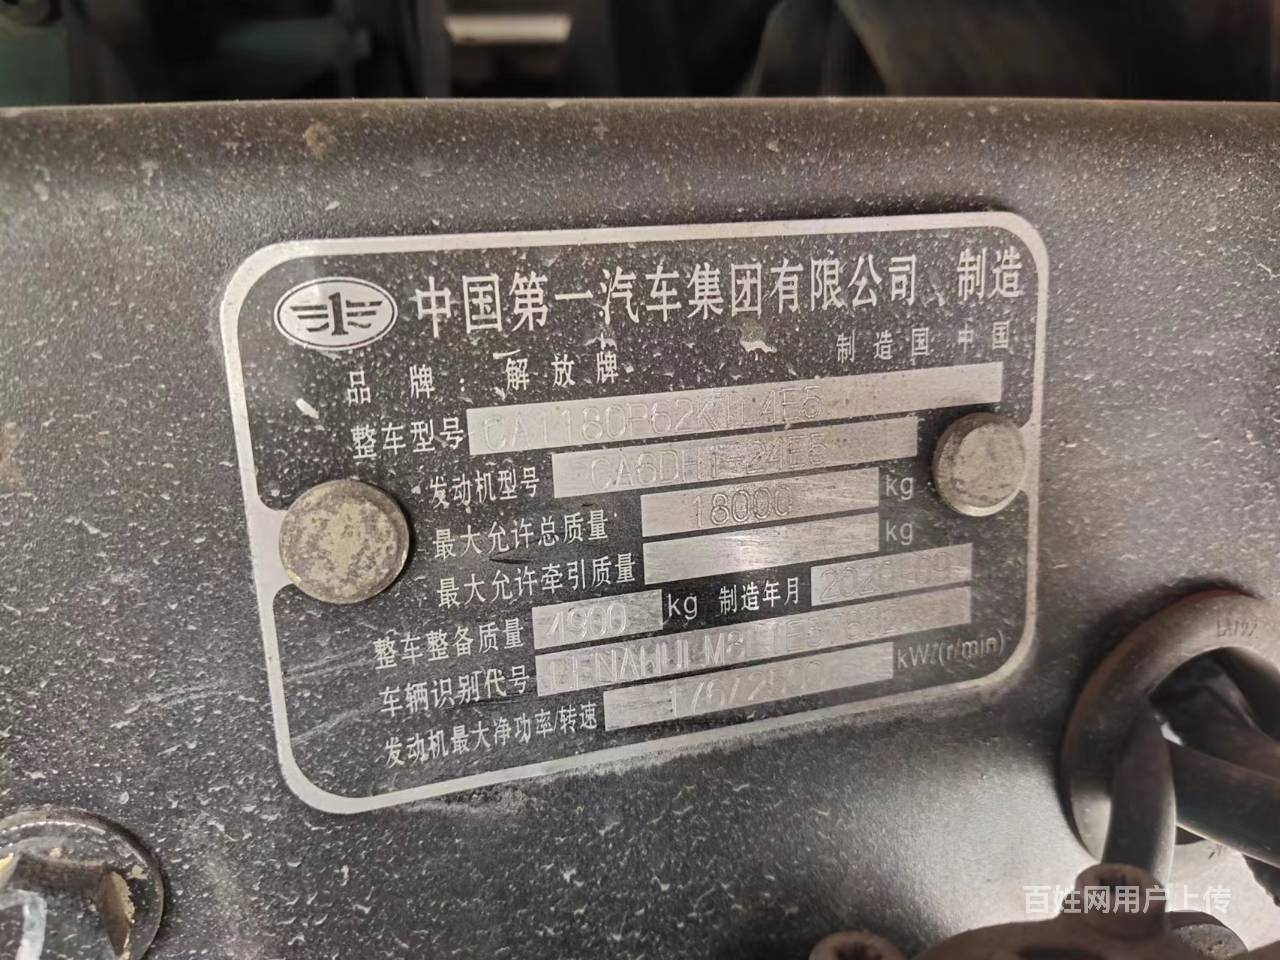 中国第一汽车集团有限公司 制造
制造国 中国
品牌：解放牌
整车型号 CA1180P62K1L4E5
发动机型号 CA6DH1-24E5
最大允许总质量 18000 kg
最大允许牵引质量 kg
整车整备质量 kg 制造年月
车辆识别代号
发动机最大净功率/转速 kW/(r/min)
百姓网用户上传